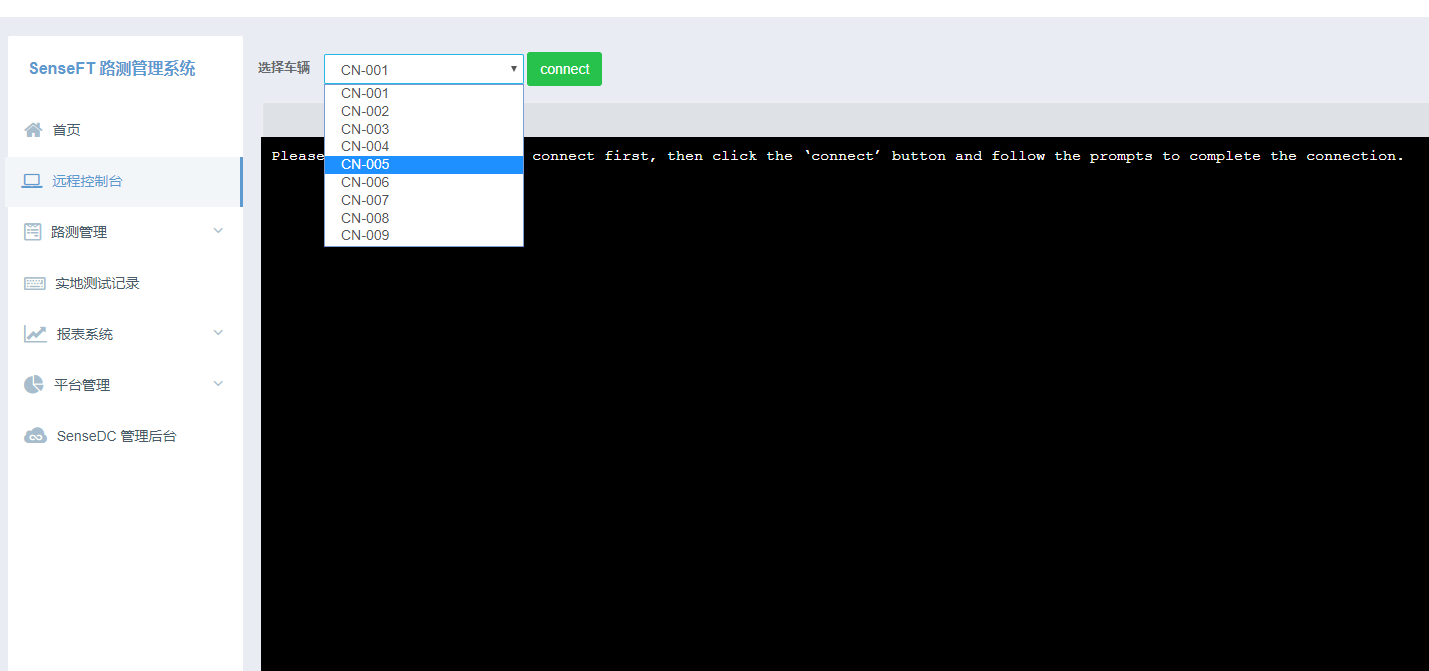 SenseFT 路测管理系统
首页
远程控制台
路测管理
实地测试记录
报表系统
平台管理
SenseDC 管理后台
选择车辆
CN-001
connect
CN-001
CN-002
CN-003
CN-004
CN-005
CN-006
CN-007
CN-008
CN-009
Please connect first, then click the ‘connect’ button and follow the prompts to complete the connection.